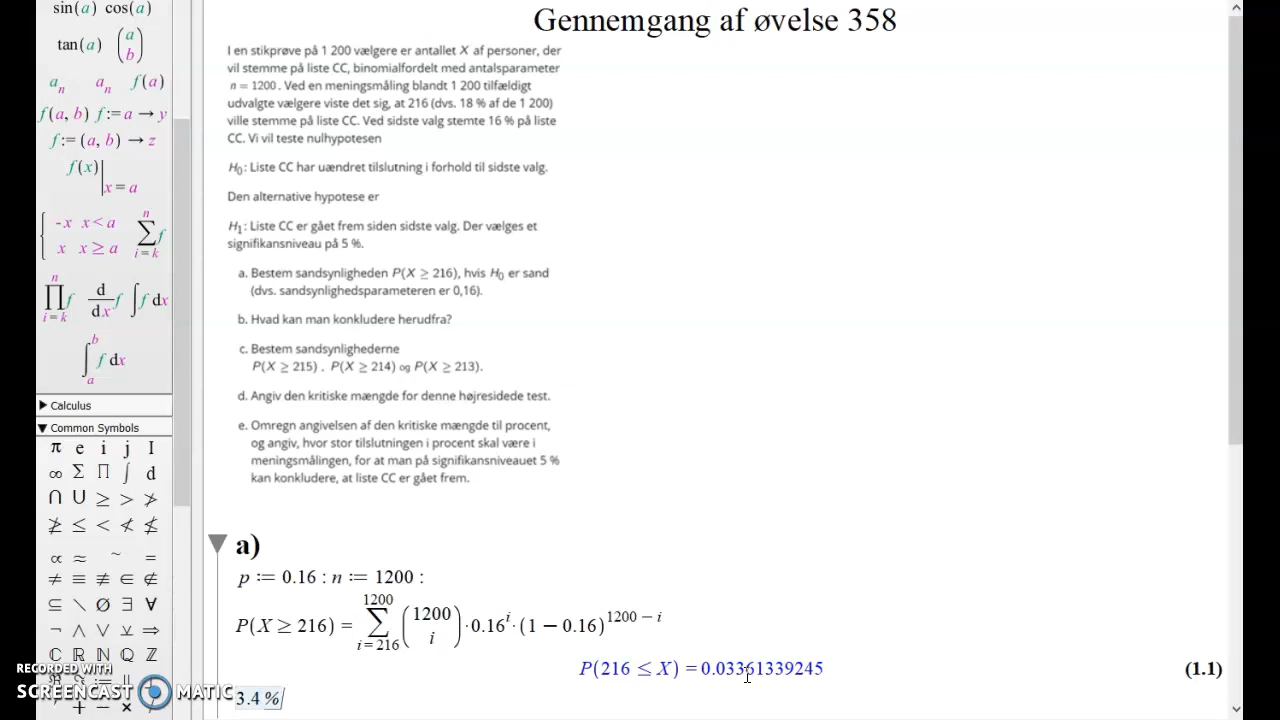 Gennemgang af øvelse 358
I en stikprøve på 1 200 vælgere er antallet X af personer, der
vil stemme på liste CC, binomialfordelt med antalsparameter
n = 1200. Ved en meningsmåling blandt 1 200 tilfældigt
udvalgte vælgere viste det sig, at 216 (dvs. 18 % af de 1 200)
ville stemme på liste CC. Ved sidste valg stemte 16 % på liste
CC. Vi vil teste nulhypotesen
H₀: Liste CC har uændret tilslutning i forhold til sidste valg.
Den alternative hypotese er
H₁: Liste CC er gået frem siden sidste valg. Der vælges et
signifikansniveau på 5 %.
a. Bestem sandsynligheden P(X ≥ 216), hvis H₀ er sand
(dvs. sandsynlighedsparameteren er 0,16).
b. Hvad kan man konkludere herudfra?
c. Bestem sandsynlighederne
P(X ≥ 215) , P(X ≥ 214) og P(X ≥ 213).
d. Angiv den kritiske mængde for denne højresidede test.
e. Omregn angivelsen af den kritiske mængde til procent,
og angiv, hvor stor tilslutningen i procent skal være i
meningsmålingen, for at man på signifikansniveauet 5 %
kan konkludere, at liste CC er gået frem.
a)
p := 0.16 : n := 1200 :
P(X ≥ 216) = ∑_{i=216}^{1200} (1200 i) · 0.16^i · (1 − 0.16)^{1200 − i}
P(216 ≤ X) = 0.03361339245 (1.1)
3.4 %
sin(a) cos(a)
tan(a) (a b)
a_n a_n f(a)
f(a, b) f := a → y
f := (a, b) → z
f(x)| x = a
{ -x x < a
x x ≥ a
∑_{i=k}^{n} f
∏_{i=k}^{n} f d/dx f ∫ f dx
∫_a^b f dx
Calculus
Common Symbols
π e i j I
∞ Σ Π ∫ d
∩ ∪ ≥ > ≯
≱ ≤ < ≮ ≰
∝ ≈ ~ =
≠ ≡ ≢ ∈ ∉
⊆ \ Ø ∃ ∀
¬ ∧ ∨ ⊻ ⇒
ℂ ℝ ℕ ℚ ℤ
+ − ×
RECORDED WITH
SCREENCAST MATIC